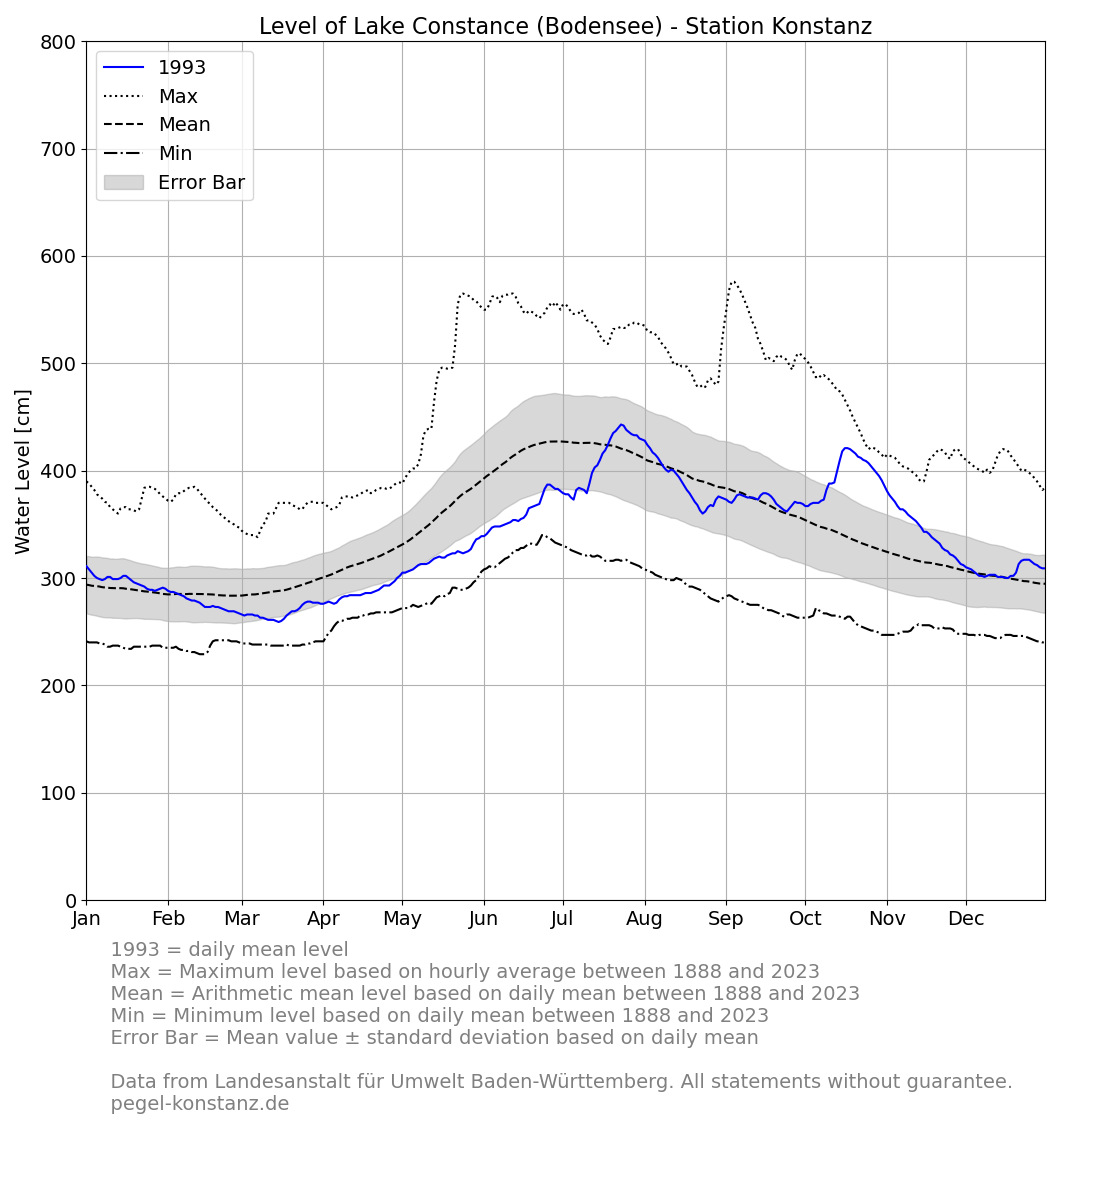 Level of Lake Constance (Bodensee) - Station Konstanz
800
700
600
500
400
300
200
100
0
Water Level [cm]
1993
Max
Mean
Min
Error Bar
Jan Feb Mar Apr May Jun Jul Aug Sep Oct Nov Dec
1993 = daily mean level
Max = Maximum level based on hourly average between 1888 and 2023
Mean = Arithmetic mean level based on daily mean between 1888 and 2023
Min = Minimum level based on daily mean between 1888 and 2023
Error Bar = Mean value ± standard deviation based on daily mean
Data from Landesanstalt für Umwelt Baden-Württemberg. All statements without guarantee.
pegel-konstanz.de